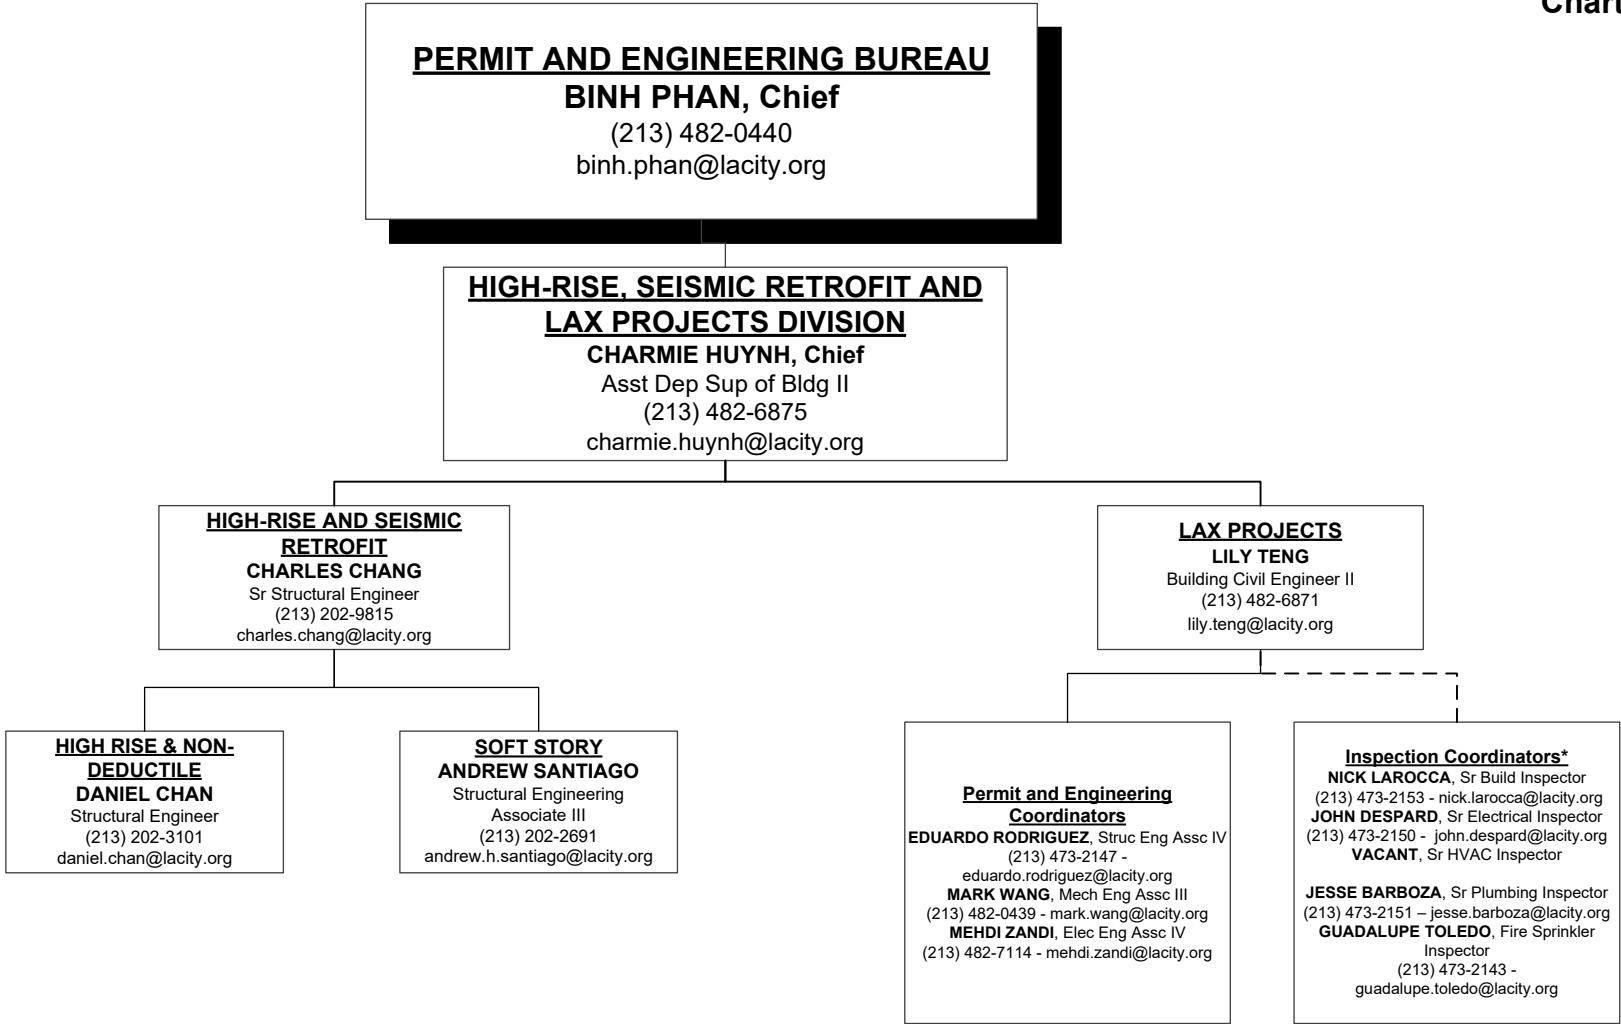 Chart
PERMIT AND ENGINEERING BUREAU
BINH PHAN, Chief
(213) 482-0440
binh.phan@lacity.org
HIGH-RISE, SEISMIC RETROFIT AND
LAX PROJECTS DIVISION
CHARMIE HUYNH, Chief
Asst Dep Sup of Bldg II
(213) 482-6875
charmie.huynh@lacity.org
HIGH-RISE AND SEISMIC
RETROFIT
CHARLES CHANG
Sr Structural Engineer
(213) 202-9815
charles.chang@lacity.org
LAX PROJECTS
LILY TENG
Building Civil Engineer II
(213) 482-6871
lily.teng@lacity.org
HIGH RISE & NON-
DEDUCTILE
DANIEL CHAN
Structural Engineer
(213) 202-3101
daniel.chan@lacity.org
SOFT STORY
ANDREW SANTIAGO
Structural Engineering
Associate III
(213) 202-2691
andrew.h.santiago@lacity.org
Permit and Engineering
Coordinators
EDUARDO RODRIGUEZ, Struc Eng Assc IV
(213) 473-2147 -
eduardo.rodriguez@lacity.org
MARK WANG, Mech Eng Assc III
(213) 482-0439 - mark.wang@lacity.org
MEHDI ZANDI, Elec Eng Assc IV
(213) 482-7114 - mehdi.zandi@lacity.org
Inspection Coordinators*
NICK LAROCCA, Sr Build Inspector
(213) 473-2153 - nick.larocca@lacity.org
JOHN DESPARD, Sr Electrical Inspector
(213) 473-2150 - john.despard@lacity.org
VACANT, Sr HVAC Inspector
JESSE BARBOZA, Sr Plumbing Inspector
(213) 473-2151 – jesse.barboza@lacity.org
GUADALUPE TOLEDO, Fire Sprinkler
Inspector
(213) 473-2143 -
guadalupe.toledo@lacity.org